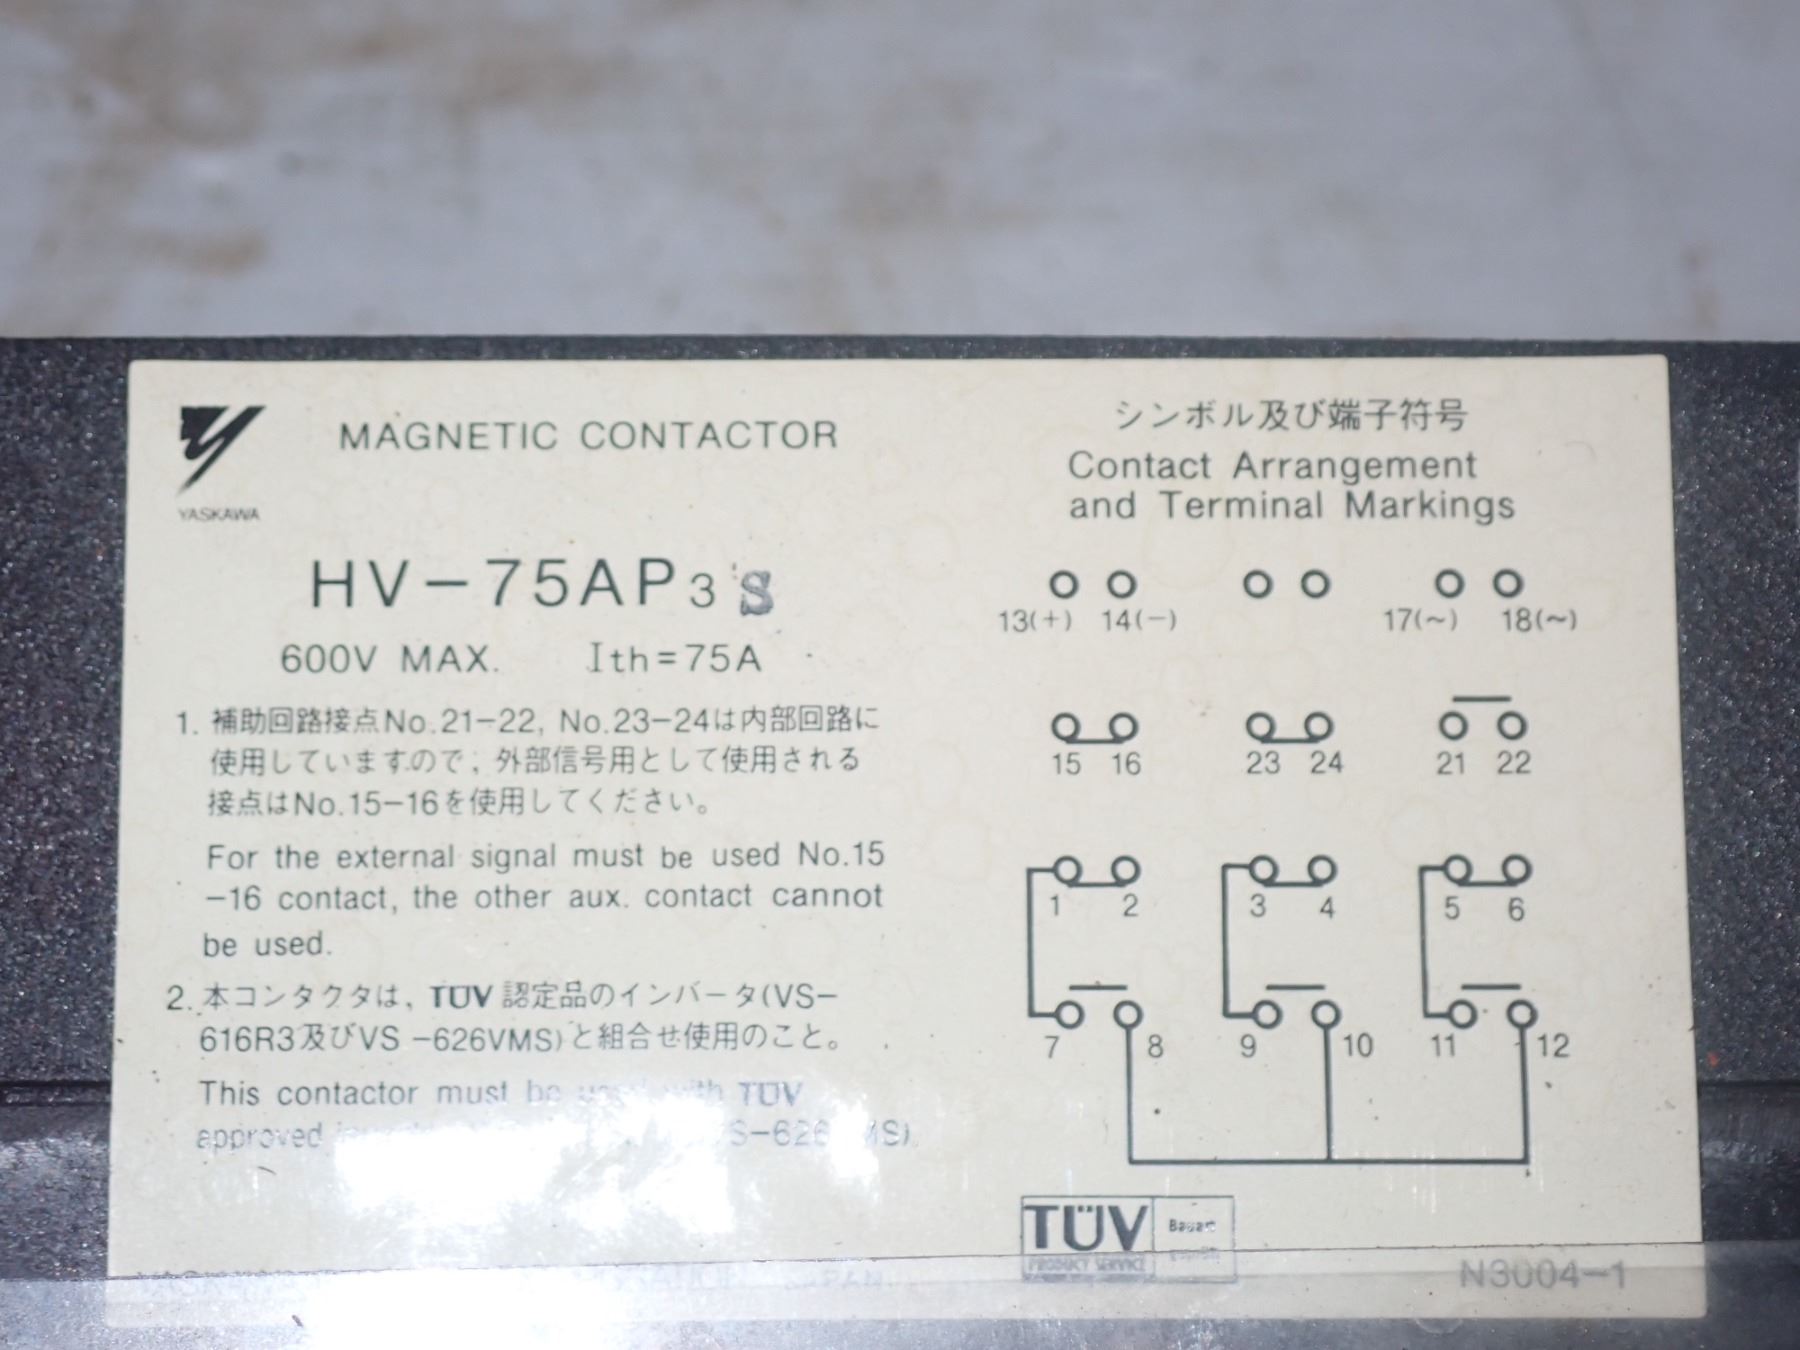 YASKAWA
MAGNETIC CONTACTOR
HV-75AP3 S
600V MAX. Ith=75A
1. 補助回路接点No.21-22, No.23-24は内部回路に
使用していますので, 外部信号用として使用される
接点はNo.15-16を使用してください。
For the external signal must be used No.15
-16 contact, the other aux. contact cannot
be used.
2. 本コンタクタは, TÜV 認定品のインバータ(VS-
616R3及びVS-626VMS)と組合せ使用のこと。
This contactor must be used with TÜV
approved
シンボル及び端子符号
Contact Arrangement
and Terminal Markings
13(+) 14(-) 17(~) 18(~)
15 16 23 24 21 22
1 2 3 4 5 6
7 8 9 10 11 12
TÜV Bauart
PRODUKT SERVICE
JAPAN
N3004-1